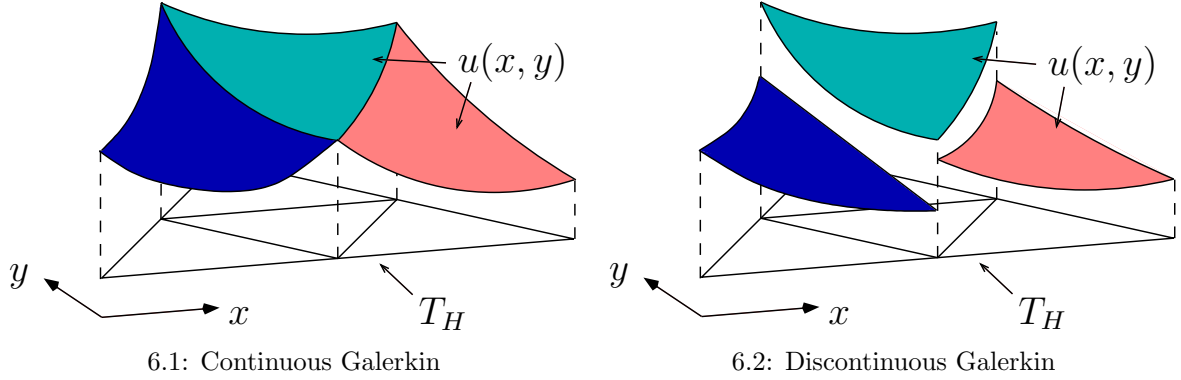 u(x, y)
y
x
T_H
6.1: Continuous Galerkin
u(x, y)
y
x
T_H
6.2: Discontinuous Galerkin